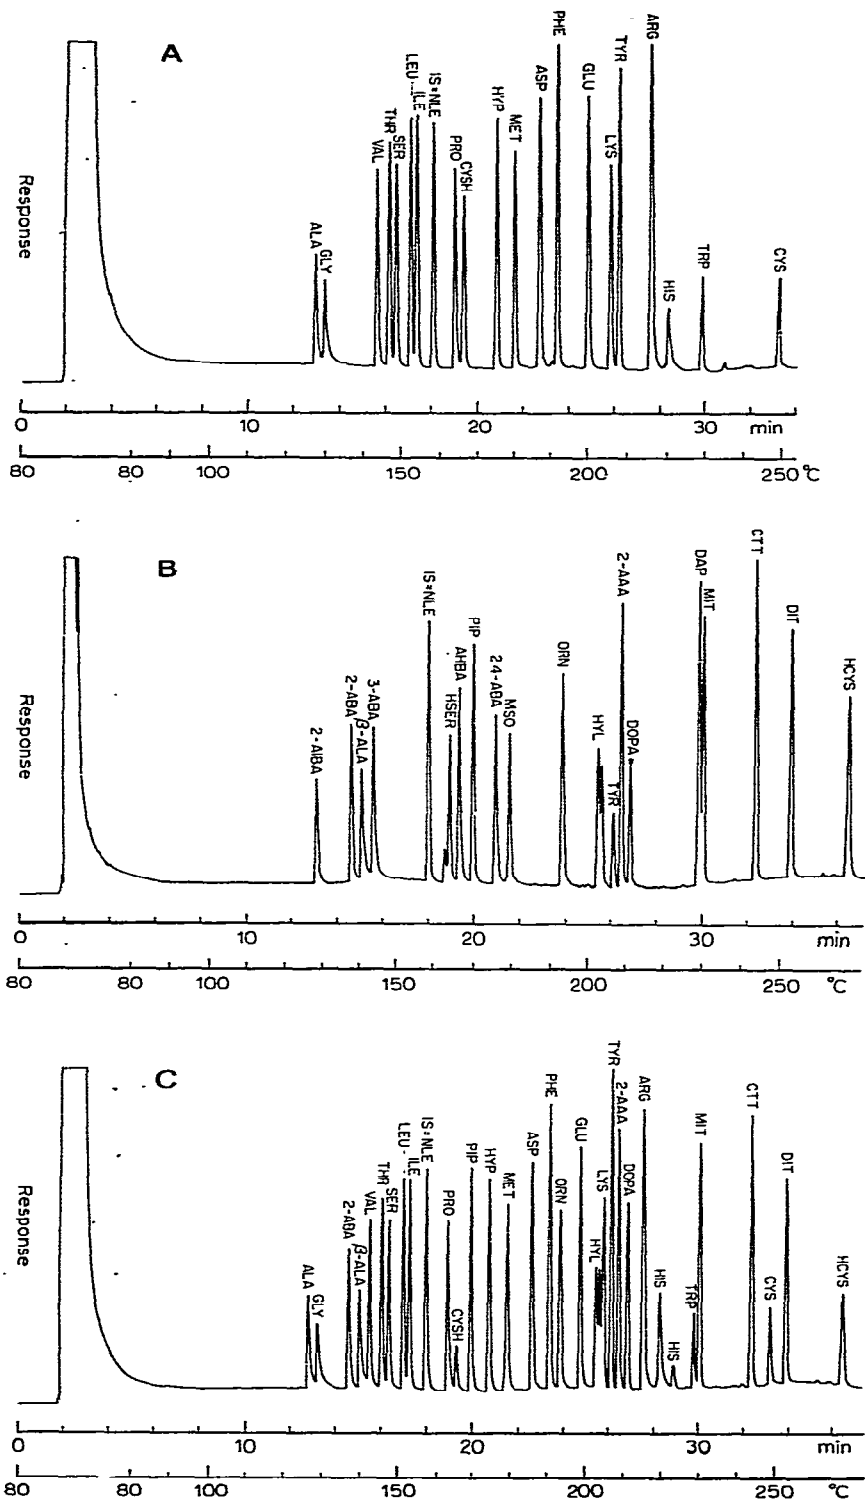 A
Response
ALA
GLY
VAL
THR
SER
LEU
ILE
IS=NLE
PRO
CYSH
HYP
MET
ASP
PHE
GLU
LYS
TYR
ARG
HIS
TRP
CYS
0 10 20 30 min
80 80 100 150 200 250 °C
B
Response
2-AIBA
2-ABA
β-ALA
3-ABA
IS=NLE
HSER
AHBA
PIP
2·4-ABA
MSO
ORN
HYL
TYR
2-AAA
DOPA
DAP
MIT
CTT
DIT
HCYS
0 10 20 30 min
80 80 100 150 200 250 °C
C
Response
ALA
GLY
2-ABA
β-ALA
VAL
THR
SER
LEU
ILE
IS=NLE
PRO
CYSH
PIP
HYP
MET
ASP
PHE
ORN
GLU
HYL
LYS
TYR
2-AAA
DOPA
ARG
HIS
HIS
TRP
MIT
CTT
CYS
DIT
HCYS
0 10 20 30 min
80 80 100 150 200 250 °C